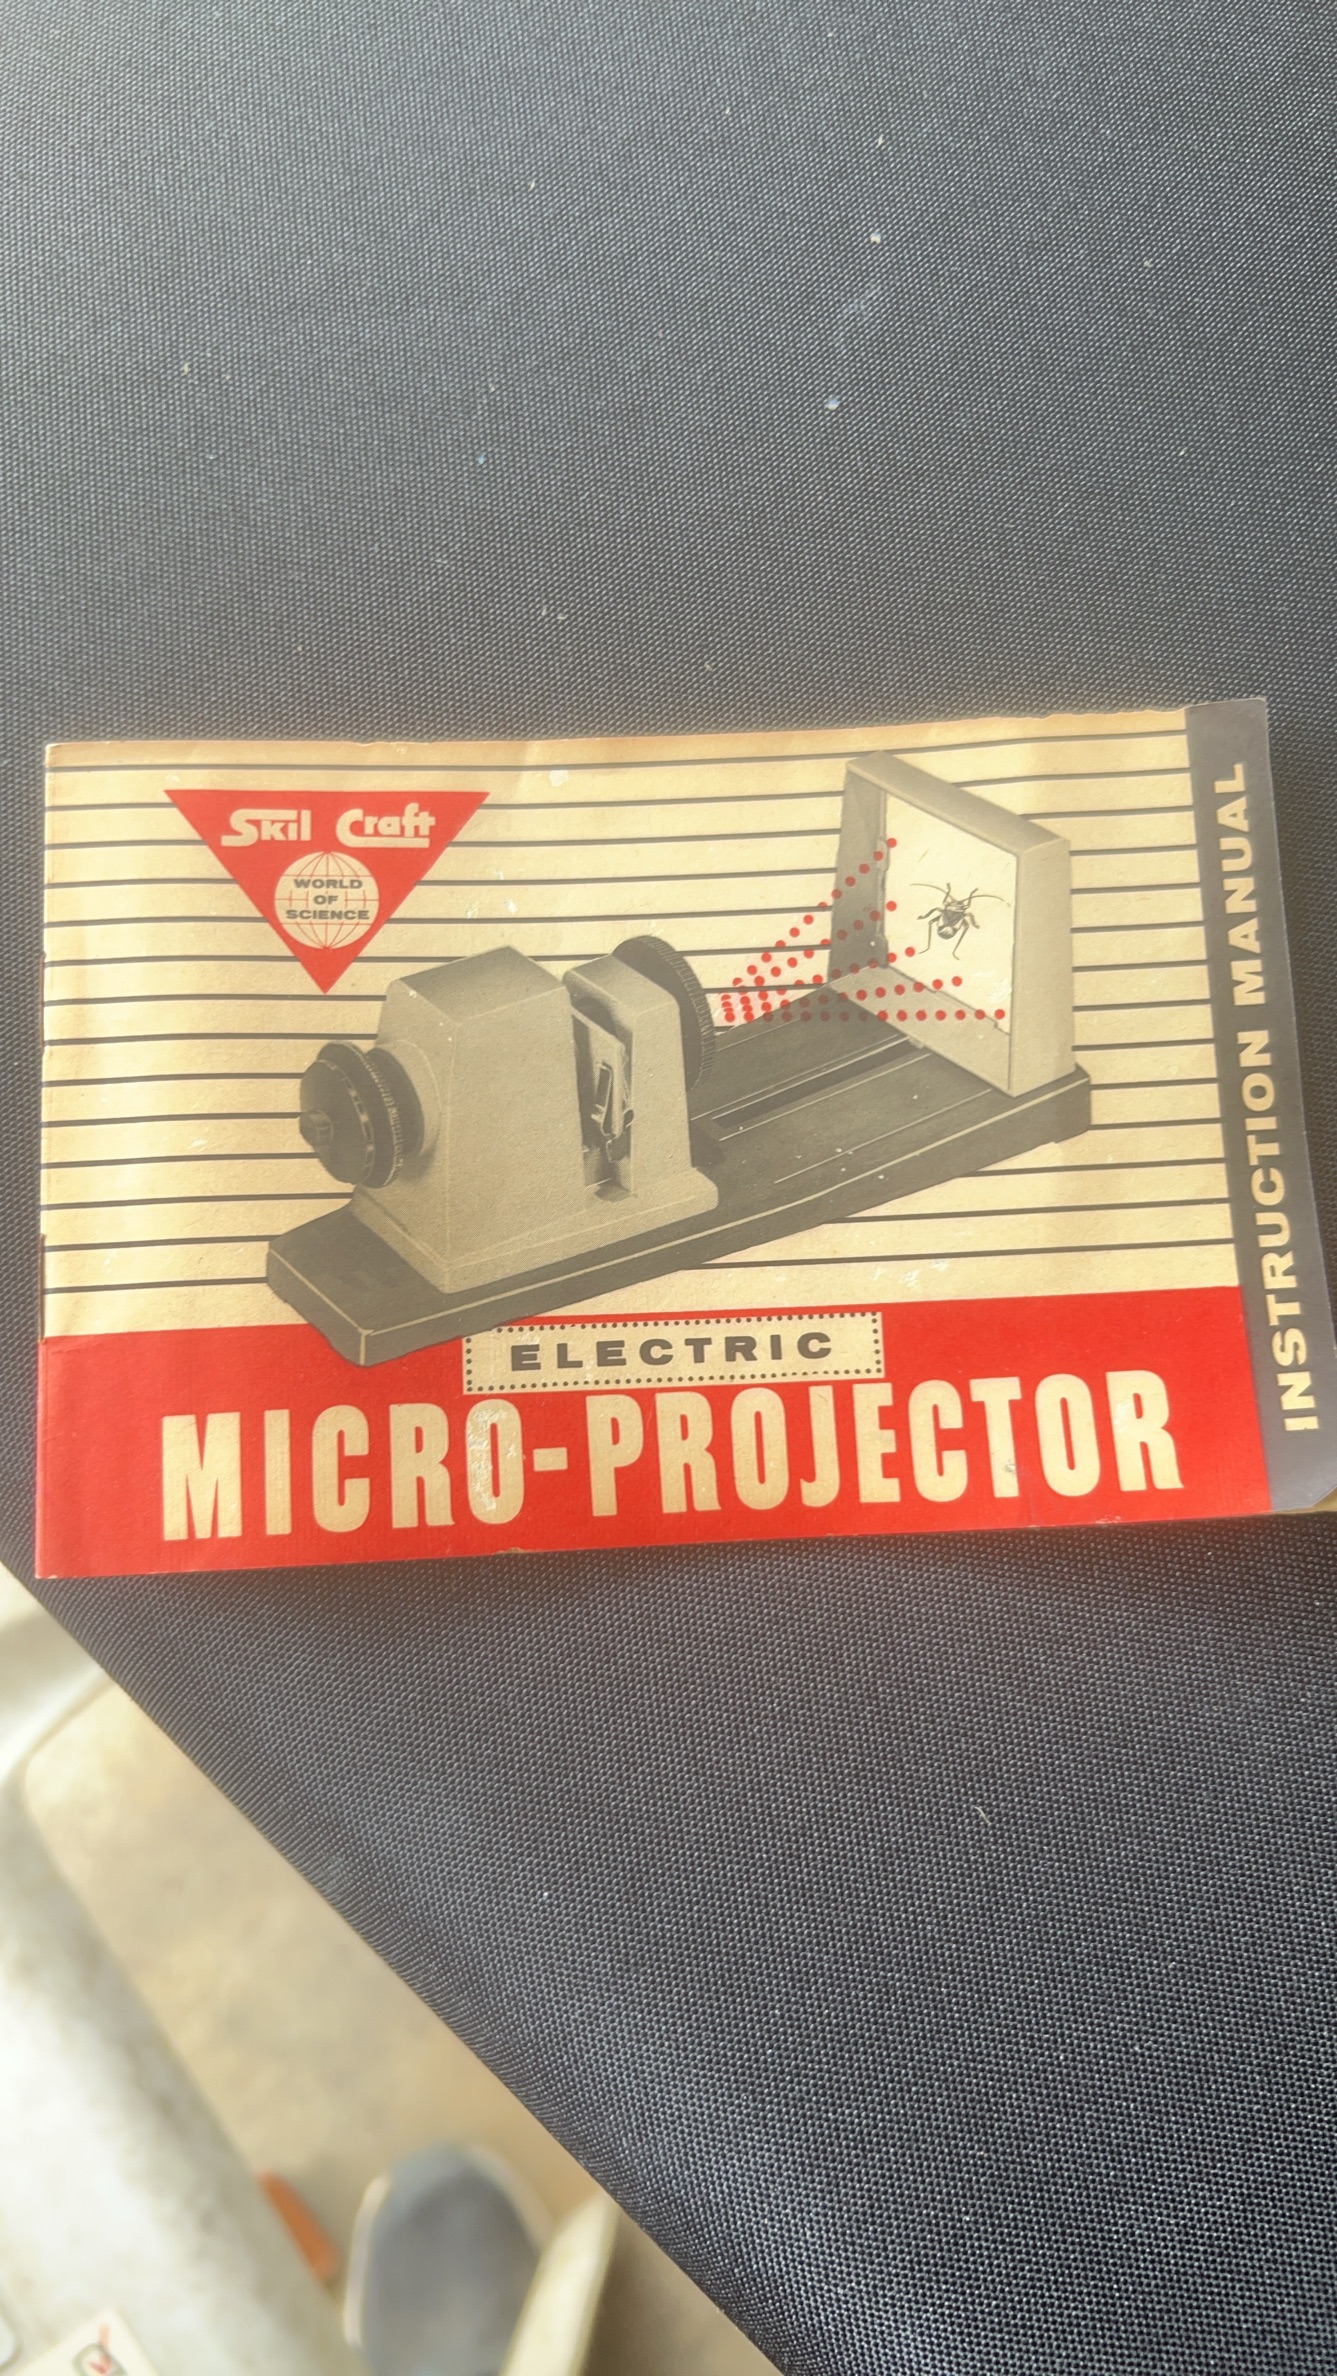 Skil Craft
WORLD
OF
SCIENCE
ELECTRIC
MICRO-PROJECTOR
INSTRUCTION MANUAL